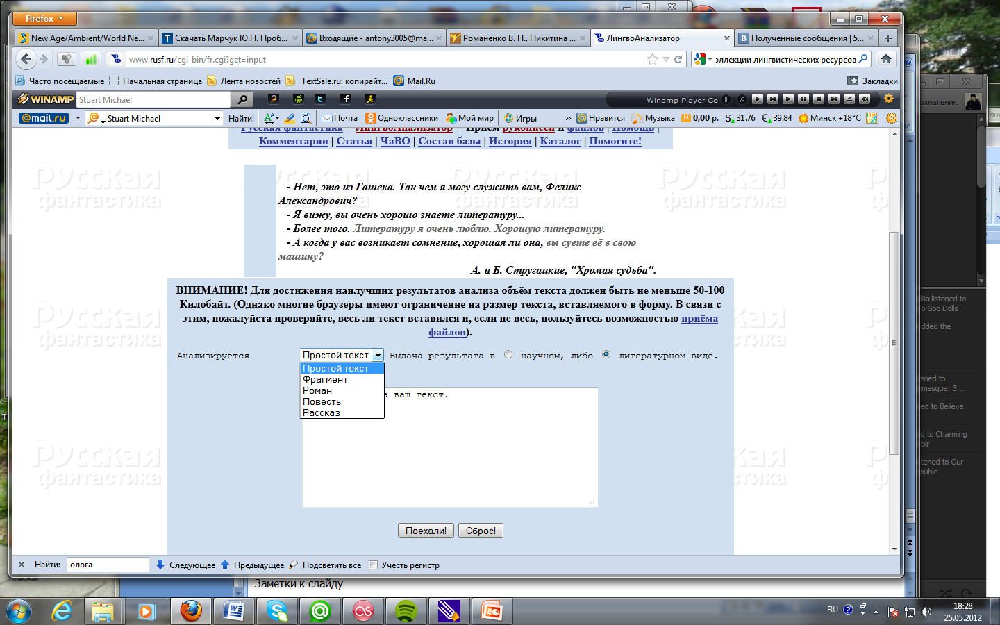 Firefox
New Age/Ambient/World Ne...
Скачать Марчук Ю.Н. Проб...
Входящие - antony3005@ma...
Романенко В. Н., Никитина ...
ЛингвоАнализатор
Полученные сообщения | 5...
www.rusf.ru/cgi-bin/fr.cgi?get=input
оллекции лингвистических ресурсов
Часто посещаемые
Начальная страница
Лента новостей
TextSale.ru: копирайт...
Mail.Ru
Закладки
WINAMP
Stuart Michael
Winamp Player Co
@mail.ru
Stuart Michael
Найти!
Почта
Одноклассники
Мой мир
Игры
»
Нравится
Музыка
0,00 р.
$ 31.76
€ 39.84
Минск +18°C
Русская фантастика -- ЛингвоАнализатор -- Прием рукописей и файлов | Помощь |
Комментарии | Статья | ЧаВО | Состав базы | История | Каталог | Помогите!
Русская фантастика
- Нет, это из Гашека. Так чем я могу служить вам, Феликс
Александрович?
- Я вижу, вы очень хорошо знаете литературу...
- Более того. Литературу я очень люблю. Хорошую литературу.
- А когда у вас возникает сомнение, хорошая ли она, вы суете её в свою
машину?
А. и Б. Стругацкие, "Хромая судьба".
ВНИМАНИЕ! Для достижения наилучших результатов анализа объём текста должен быть не меньше 50-100
Килобайт. (Однако многие браузеры имеют ограничение на размер текста, вставляемого в форму. В связи с
этим, пожалуйста проверяйте, весь ли текст вставился и, если не весь, пользуйтесь возможностью приёма
файлов).
Анализируется Простой текст Выдача результата в научном, либо литературном виде.
Простой текст
Фрагмент
Роман
Повесть
Рассказ
а ваш текст.
Поехали! Сброс!
Найти: олога
Следующее
Предыдущее
Подсветить все
Учесть регистр
Заметки к слайду
охмальник
llia listened to
o Goo Dolls
dded the
ened to
masque: 3....
ed to Believe
d to Charming
bir
tened to Our
mühle
RU
18:28
25.05.2012